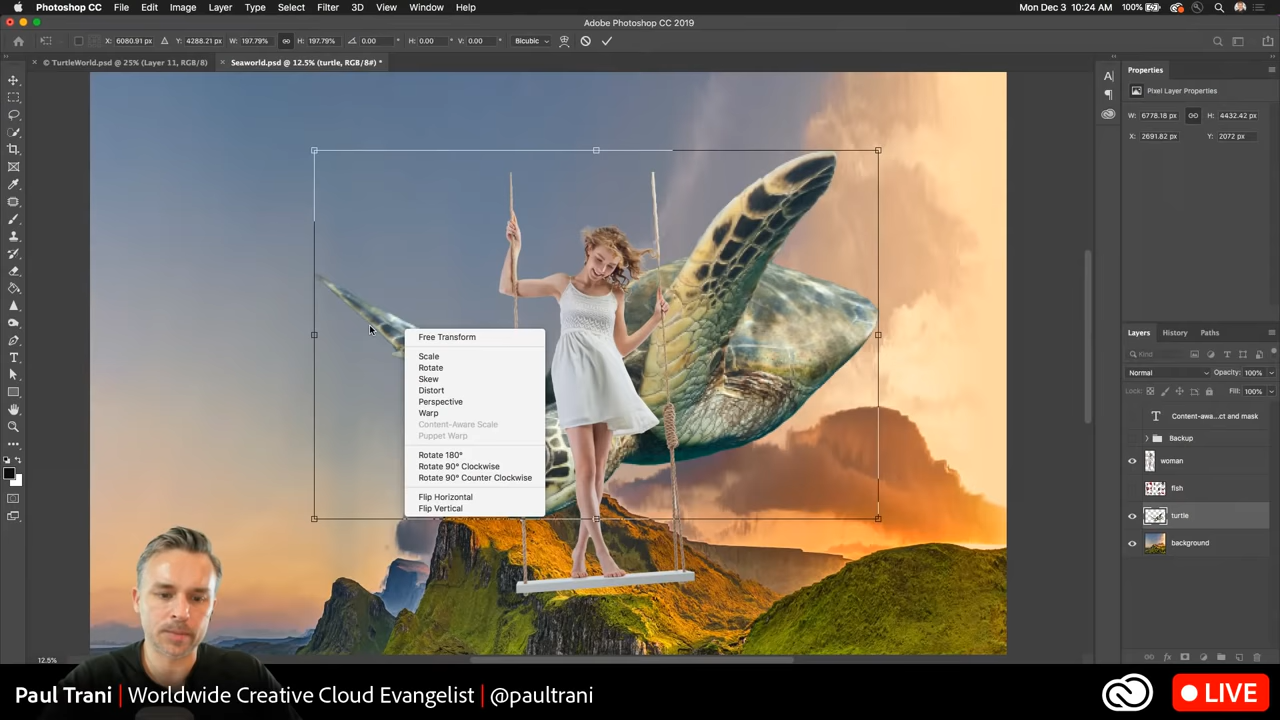 Photoshop CC File Edit Image Layer Type Select Filter 3D View Window Help 100% Mon Dec 3 10:24 AM
Adobe Photoshop CC 2019
X: 6080.91 px Y: 4288.21 px W: 197.79% H: 197.79% 0.00 ° H: 0.00 ° V: 0.00 ° Bicubic
× © TurtleWorld.psd @ 25% (Layer 11, RGB/8) × Seaworld.psd @ 12.5% (turtle, RGB/8#) *
Properties
Pixel Layer Properties
W: 6778.18 px H: 4432.42 px
X: 2691.82 px Y: 2072 px
Free Transform
Scale
Rotate
Skew
Distort
Perspective
Warp
Content-Aware Scale
Puppet Warp
Rotate 180°
Rotate 90° Clockwise
Rotate 90° Counter Clockwise
Flip Horizontal
Flip Vertical
Layers History Paths
Kind
Normal Opacity: 100%
Lock: Fill: 100%
Content-awa...ct and mask
Backup
woman
fish
turtle
background
12.5%
Paul Trani | Worldwide Creative Cloud Evangelist | @paultrani
LIVE